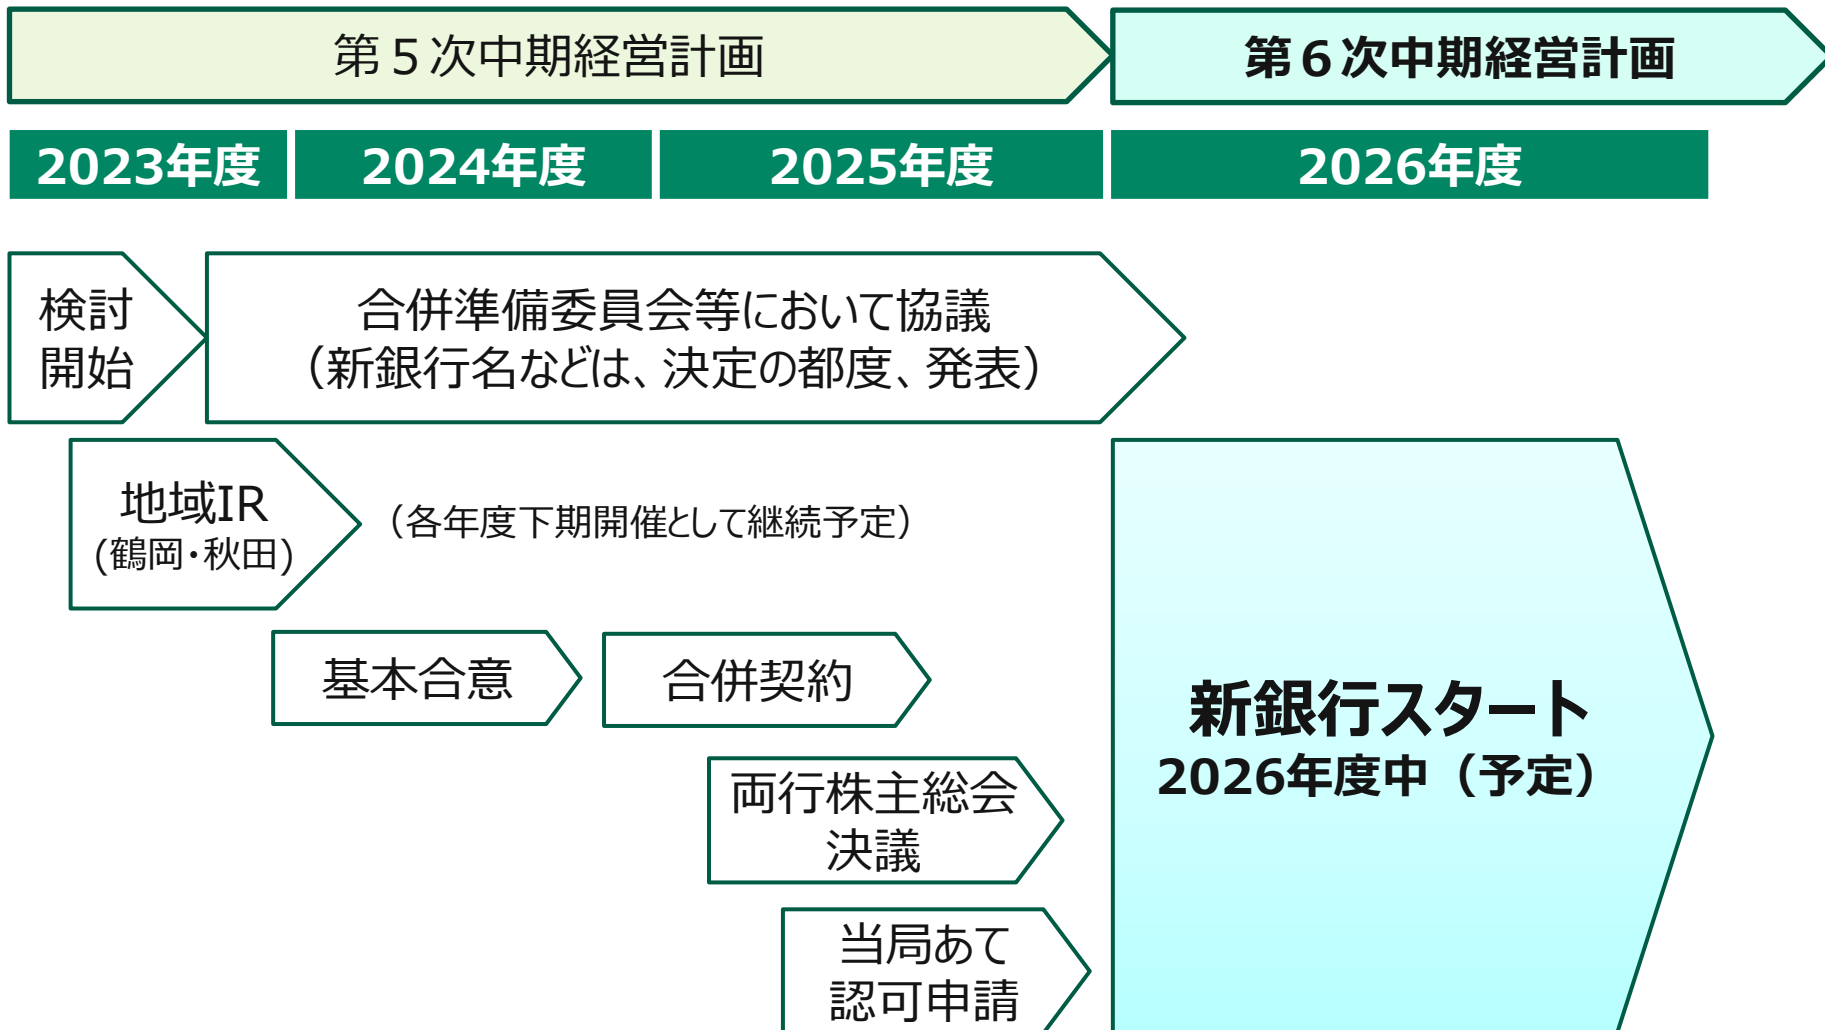 第５次中期経営計画
第６次中期経営計画
2023年度
2024年度
2025年度
2026年度
検討
開始
合併準備委員会等において協議
（新銀行名などは、決定の都度、発表）
地域IR
(鶴岡・秋田)
（各年度下期開催として継続予定）
基本合意
合併契約
両行株主総会
決議
当局あて
認可申請
新銀行スタート
2026年度中（予定）